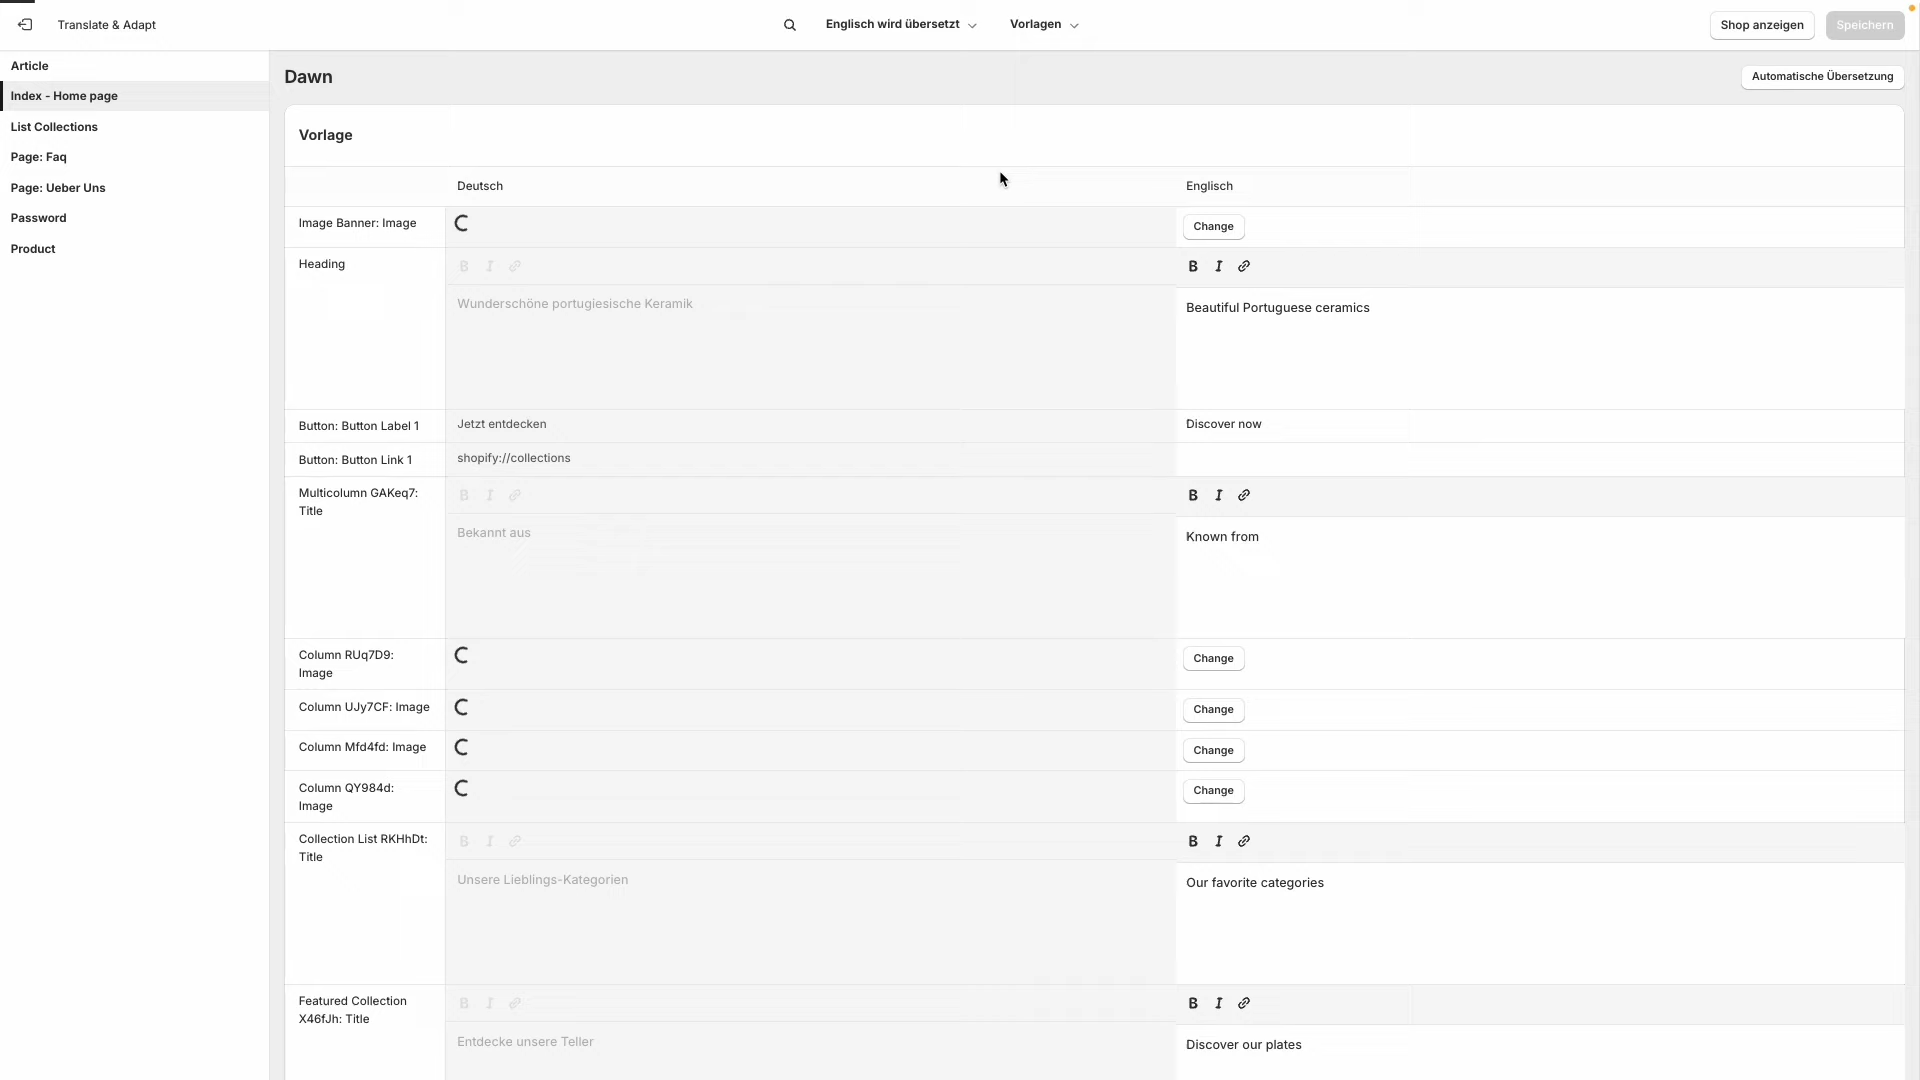 Translate & Adapt
Englisch wird übersetzt
Vorlagen
Shop anzeigen
Speichern
Article
Index - Home page
List Collections
Page: Faq
Page: Ueber Uns
Password
Product
Dawn
Automatische Übersetzung
Vorlage
Deutsch
Englisch
Image Banner: Image
Change
Heading
B I
B I
Wunderschöne portugiesische Keramik
Beautiful Portuguese ceramics
Button: Button Label 1
Jetzt entdecken
Discover now
Button: Button Link 1
shopify://collections
Multicolumn GAKeq7:
Title
B I
B I
Bekannt aus
Known from
Column RUq7D9:
Image
Change
Column UJy7CF: Image
Change
Column Mfd4fd: Image
Change
Column QY984d:
Image
Change
Collection List RKHhDt:
Title
B I
B I
Unsere Lieblings-Kategorien
Our favorite categories
Featured Collection
X46fJh: Title
B I
B I
Entdecke unsere Teller
Discover our plates